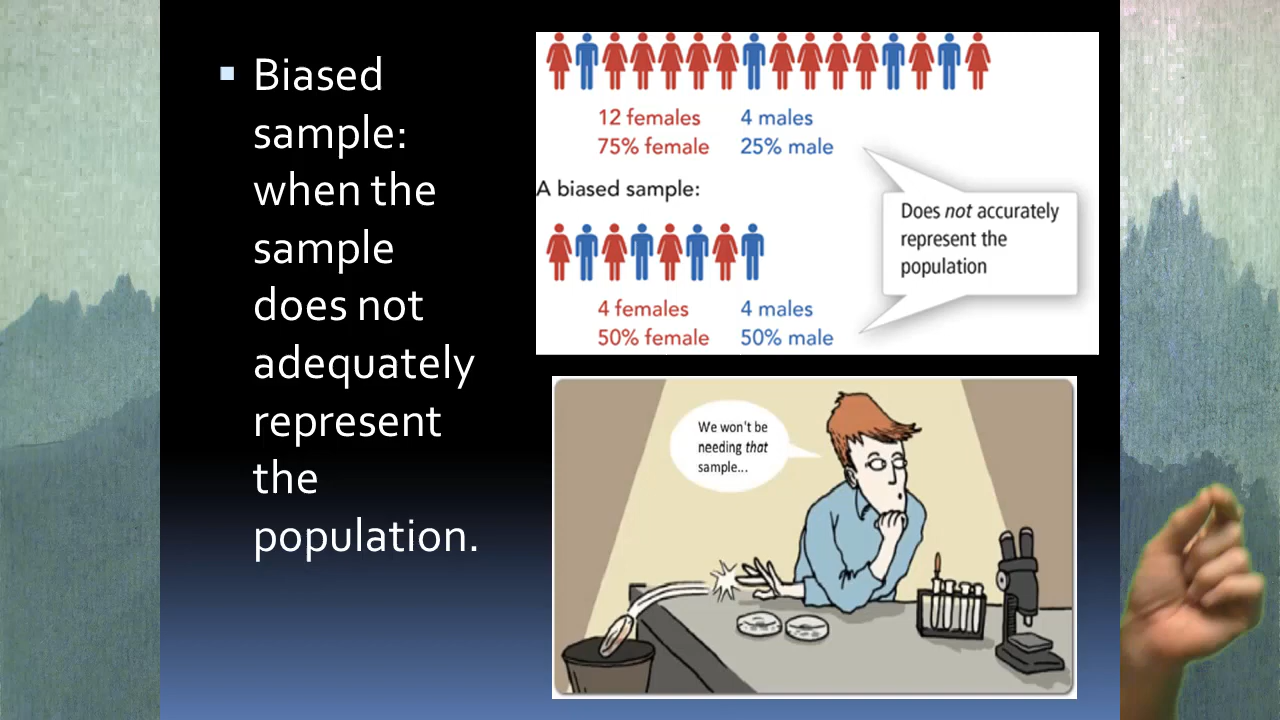 Biased
sample:
when the
sample
does not
adequately
represent
the
population.
12 females 4 males
75% female 25% male
A biased sample:
Does not accurately
represent the
population
4 females 4 males
50% female 50% male
We won't be
needing that
sample...